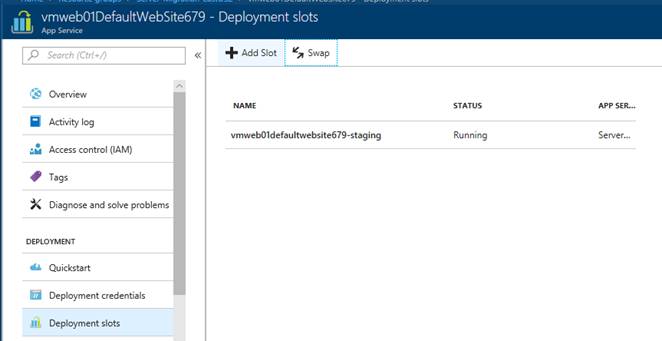 vmweb01DefaultWebSite679 - Deployment slots
App Service
Search (Ctrl+/)
«
Add Slot
Swap
Overview
Activity log
Access control (IAM)
Tags
Diagnose and solve problems
DEPLOYMENT
Quickstart
Deployment credentials
Deployment slots
NAME STATUS APP SER...
vmweb01defaultwebsite679-staging Running Server...